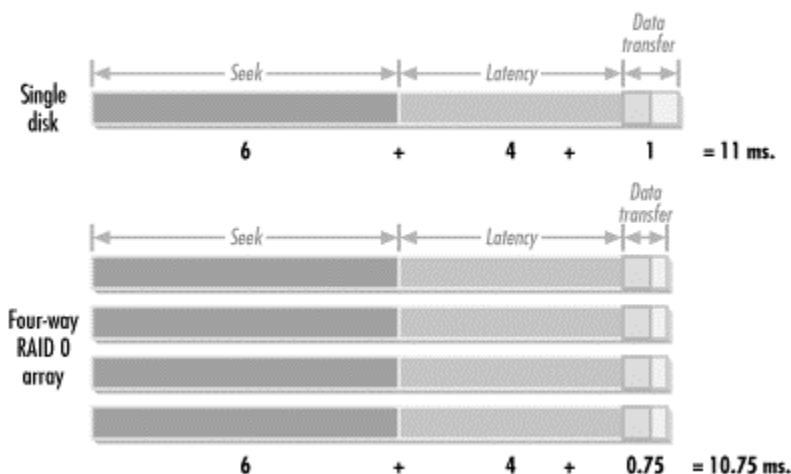 Data
transfer
Seek
Latency
Single
disk
6 + 4 + 1 = 11 ms.
Data
transfer
Seek
Latency
Four-way
RAID 0
array
6 + 4 + 0.75 = 10.75 ms.